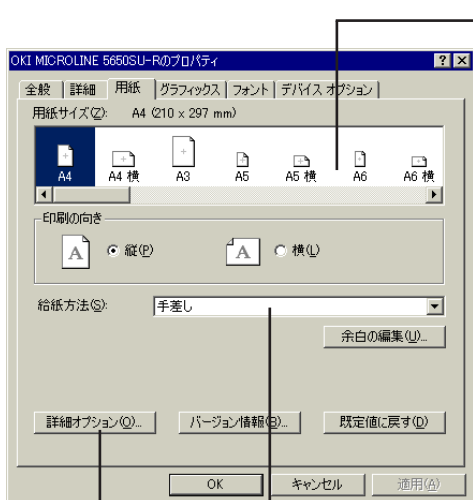 OKI MICROLINE 5650SU-Rのプロパティ
全般 詳細 用紙 グラフィックス フォント デバイス オプション
用紙サイズ(Z): A4 (210 x 297 mm)
A4 A4 横 A3 A5 A5 横 A6 A6 横
印刷の向き
A 縦(P) A 横(L)
給紙方法(S): 手差し
余白の編集(U)...
詳細オプション(O)... バージョン情報(B)... 既定値に戻す(D)
OK キャンセル 適用(A)